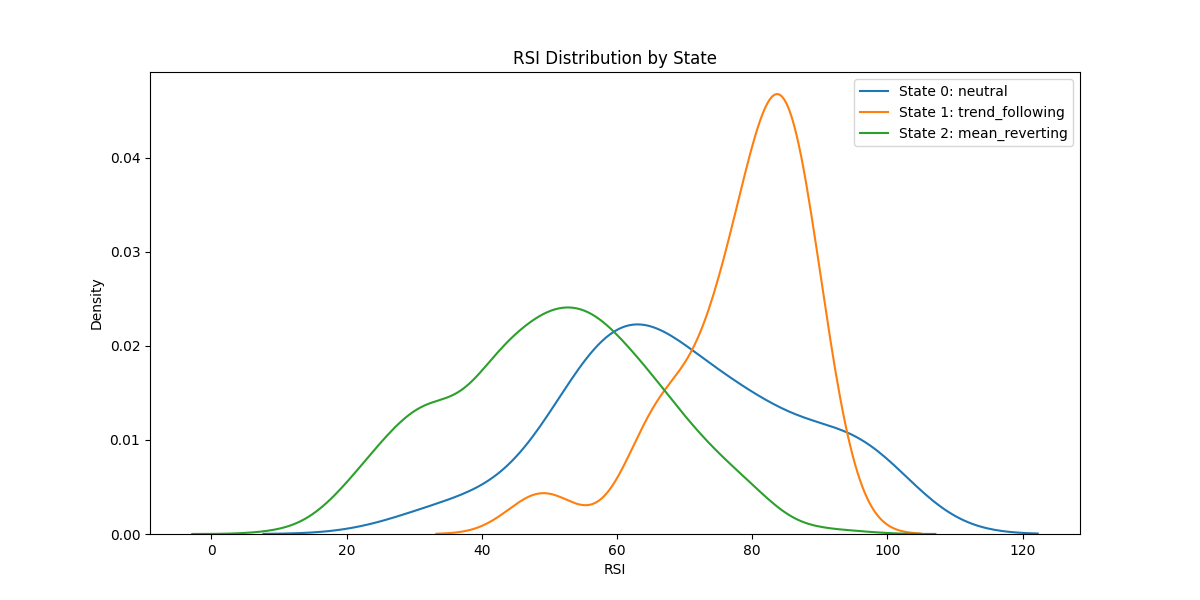 RSI Distribution by State
State 0: neutral
State 1: trend_following
State 2: mean_reverting
Density
0.04
0.03
0.02
0.01
0.00
0 20 40 60 80 100 120
RSI